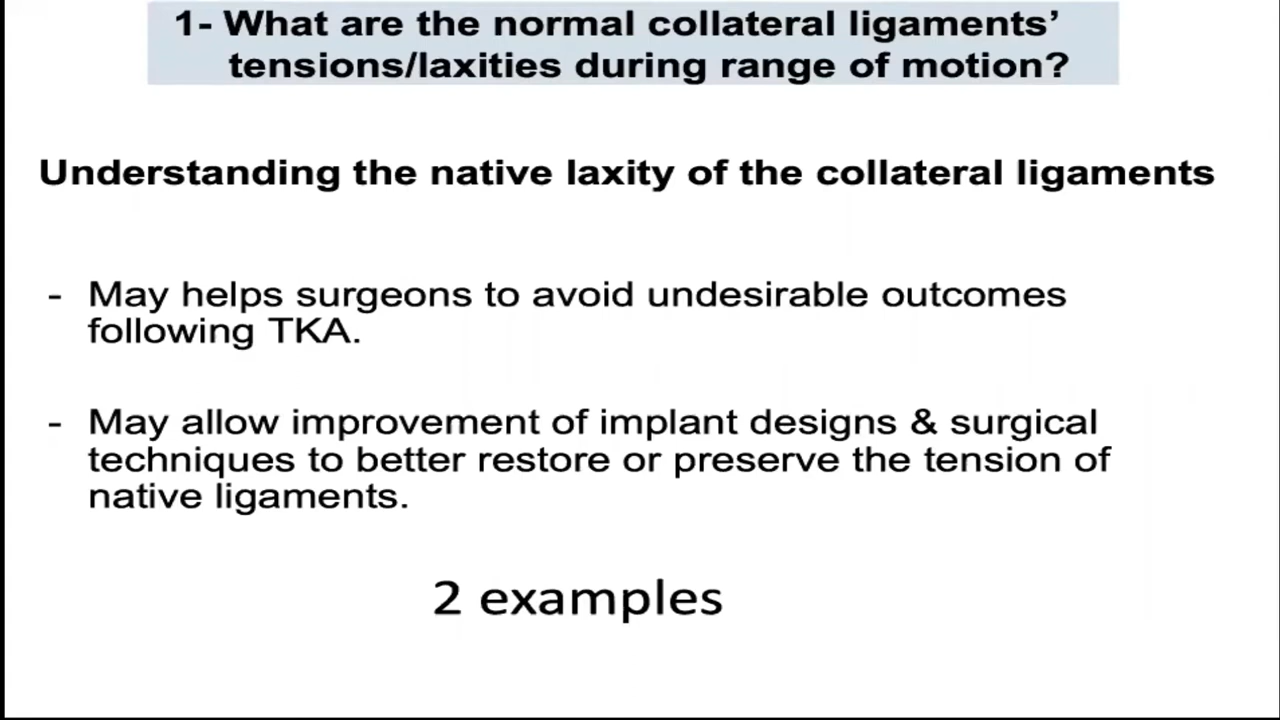 1- What are the normal collateral ligaments’
tensions/laxities during range of motion?
Understanding the native laxity of the collateral ligaments
- May helps surgeons to avoid undesirable outcomes
following TKA.
- May allow improvement of implant designs & surgical
techniques to better restore or preserve the tension of
native ligaments.
2 examples